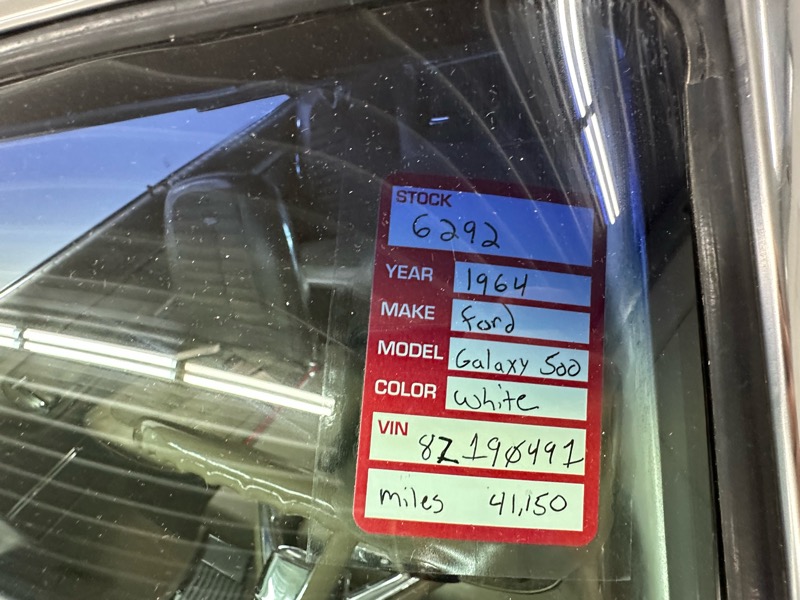 STOCK
6292
YEAR 1964
MAKE Ford
MODEL Galaxy 500
COLOR White
VIN
8Z190491
miles 41,150